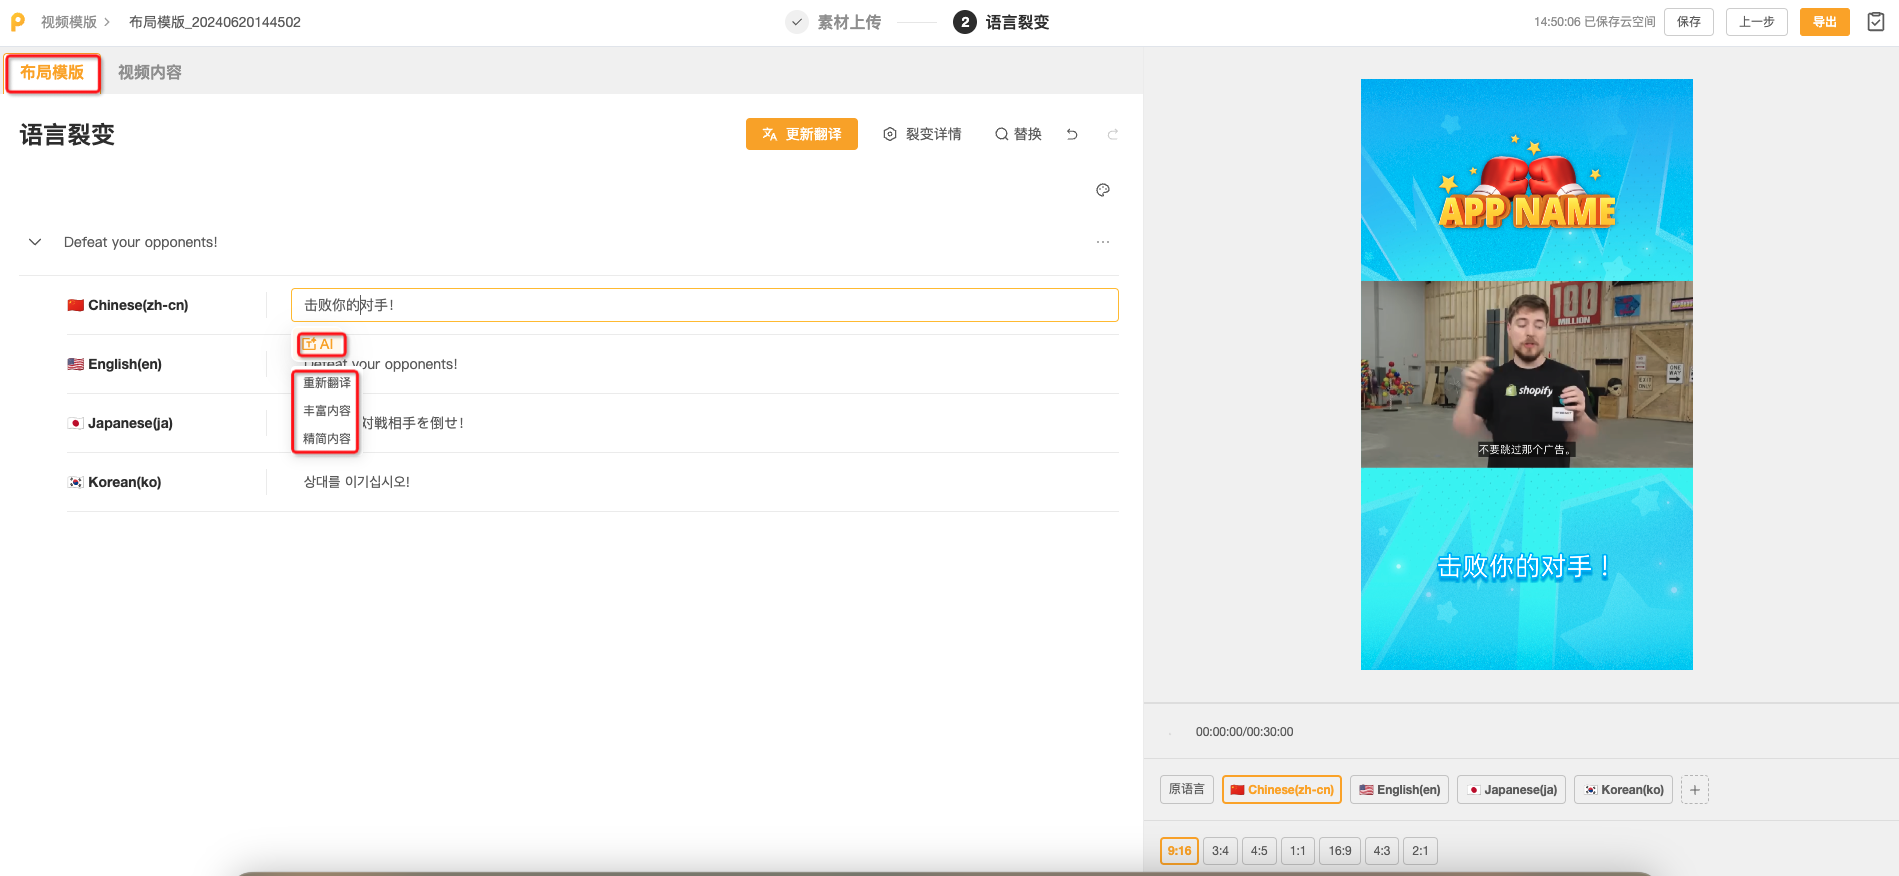 视频模版
布局模版_20240620144502
素材上传
2 语言裂变
14:50:06 已保存云空间
保存
上一步
导出
布局模版
视频内容
语言裂变
更新翻译
裂变详情
替换
Defeat your opponents!
Chinese(zh-cn)
击败你的对手！
AI
English(en)
Defeat your opponents!
重新翻译
丰富内容
Japanese(ja)
対戦相手を倒せ！
精简内容
Korean(ko)
상대를 이기십시오!
APP NAME
100
MILLION
ONE
WAY
EXIT
ONLY
shopify
不要跳过那个广告。
击败你的对手！
00:00:00/00:30:00
原语言
Chinese(zh-cn)
English(en)
Japanese(ja)
Korean(ko)
9:16
3:4
4:5
1:1
16:9
4:3
2:1